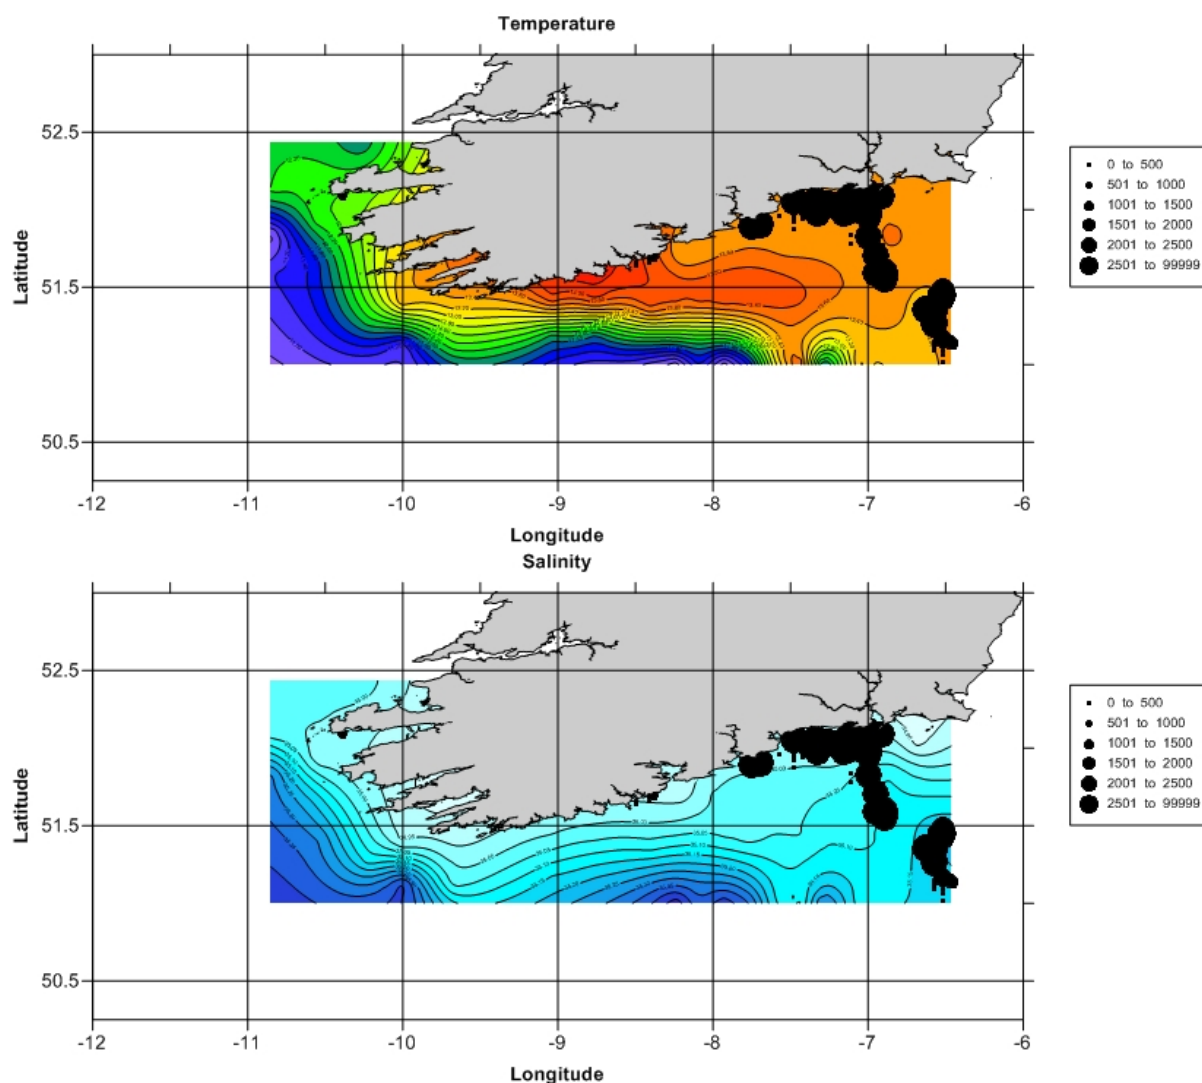 Temperature
52.5
51.5
50.5
Latitude
-12 -11 -10 -9 -8 -7 -6
Longitude
0 to 500
501 to 1000
1001 to 1500
1501 to 2000
2001 to 2500
2501 to 99999
Salinity
52.5
51.5
50.5
Latitude
-12 -11 -10 -9 -8 -7 -6
Longitude
0 to 500
501 to 1000
1001 to 1500
1501 to 2000
2001 to 2500
2501 to 99999